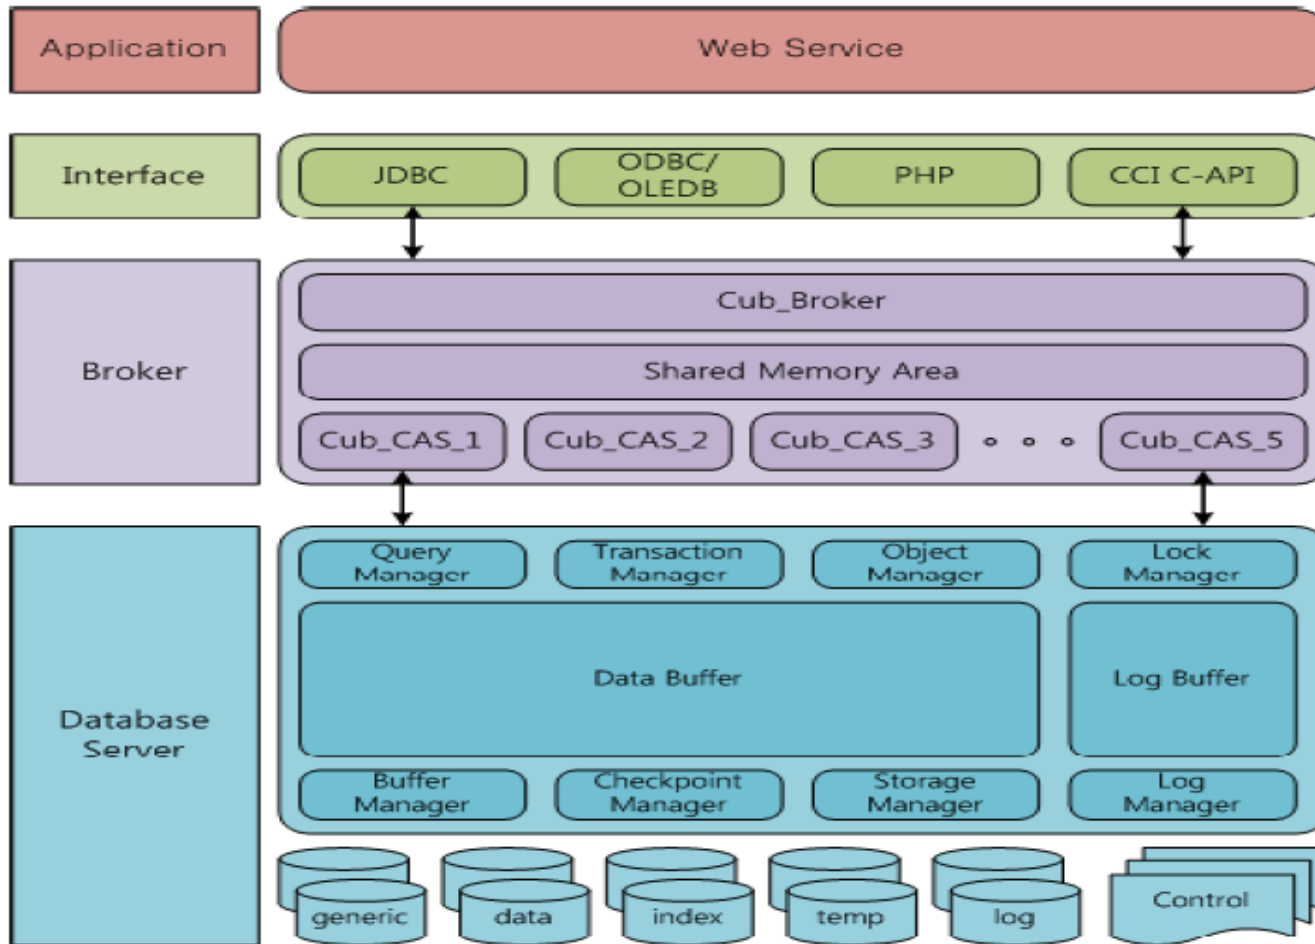 Application
Web Service
Interface
JDBC
ODBC/
OLEDB
PHP
CCI C-API
Broker
Cub_Broker
Shared Memory Area
Cub_CAS_1
Cub_CAS_2
Cub_CAS_3
Cub_CAS_5
Database
Server
Query
Manager
Transaction
Manager
Object
Manager
Lock
Manager
Data Buffer
Log Buffer
Buffer
Manager
Checkpoint
Manager
Storage
Manager
Log
Manager
generic
data
index
temp
log
Control